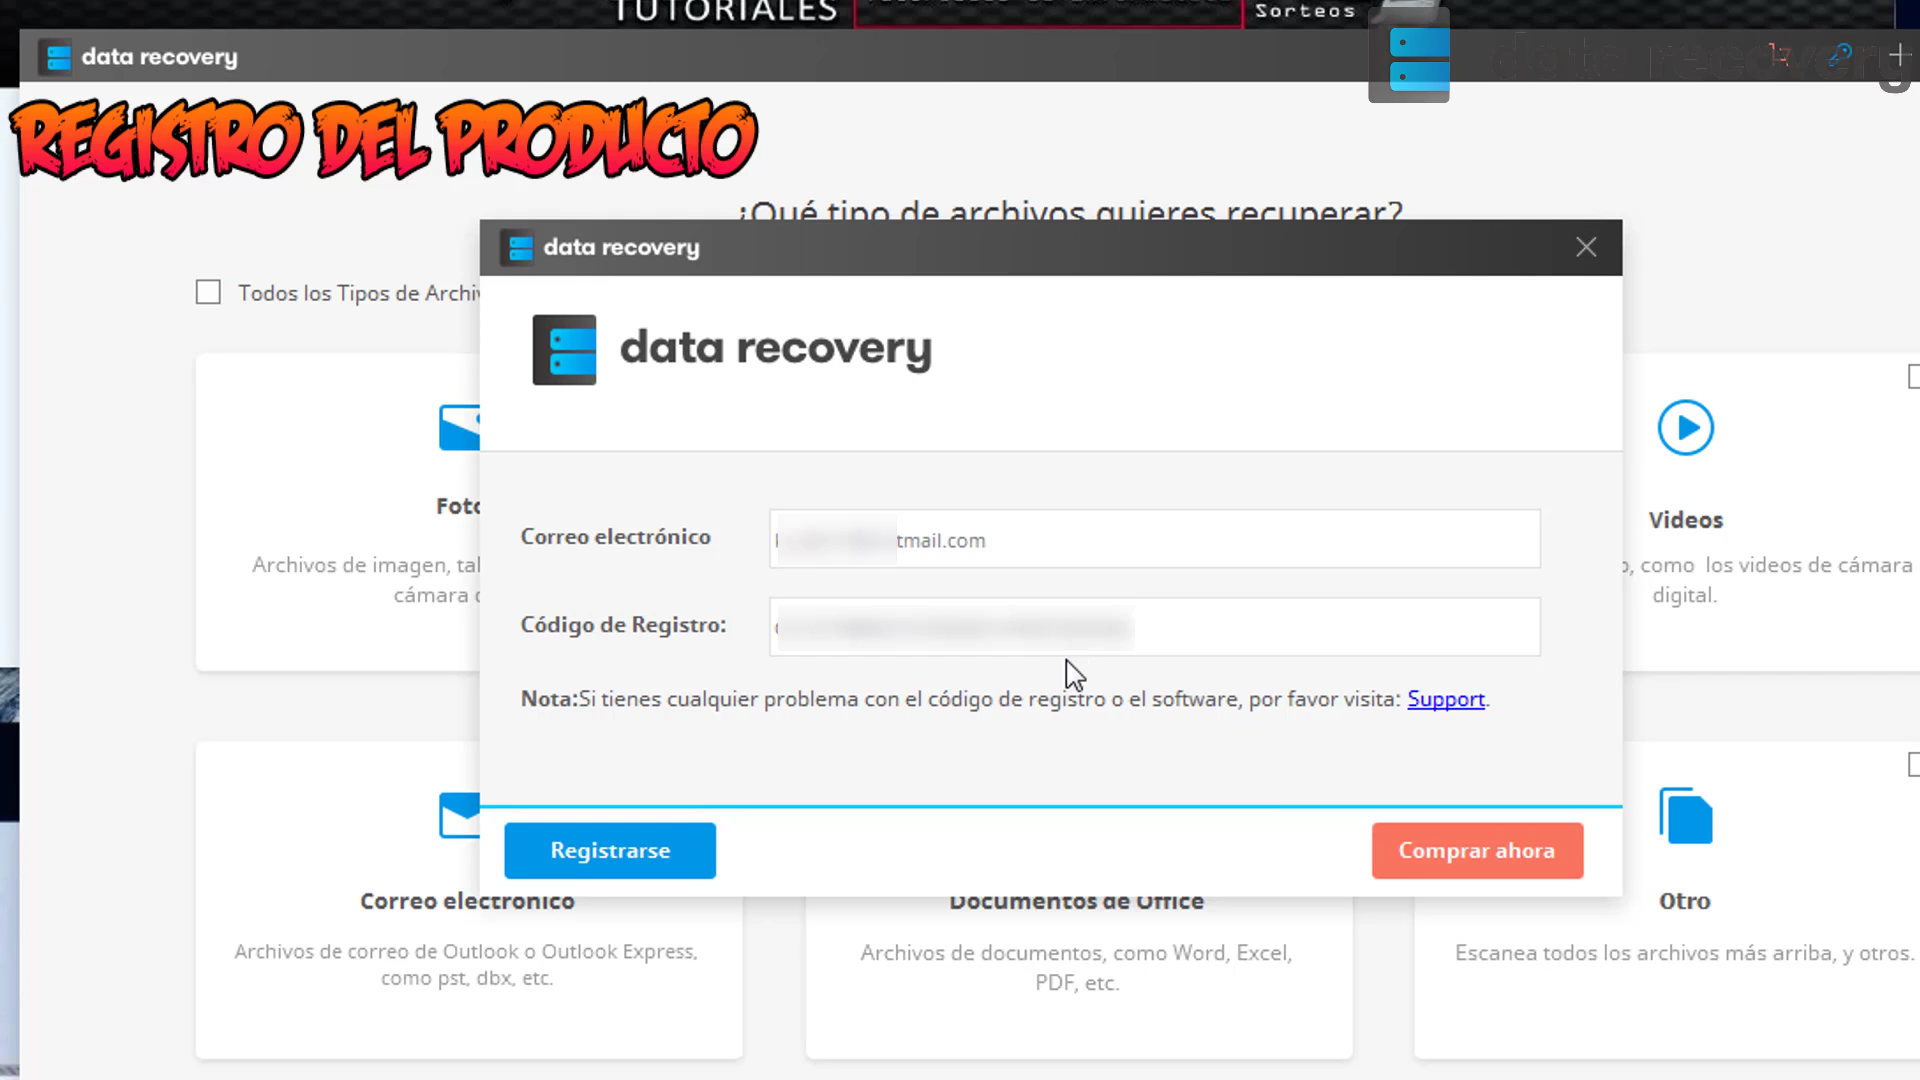 TUTORIALES
Sorteos
data recovery
data recovery
REGISTRO DEL PRODUCTO
¿Qué tipo de archivos quieres recuperar?
data recovery
Todos los Tipos de Archi
data recovery
Foto
Videos
Correo electrónico
tmail.com
Archivos de imagen,
como los videos de cámara
cámara
digital.
Código de Registro:
Nota:Si tienes cualquier problema con el código de registro o el software, por favor visita: Support.
Registrarse
Comprar ahora
Correo electrónico
Documentos de Office
Otro
Archivos de correo de Outlook o Outlook Express,
como pst, dbx, etc.
Archivos de documentos, como Word, Excel,
PDF, etc.
Escanea todos los archivos más arriba, y otros.